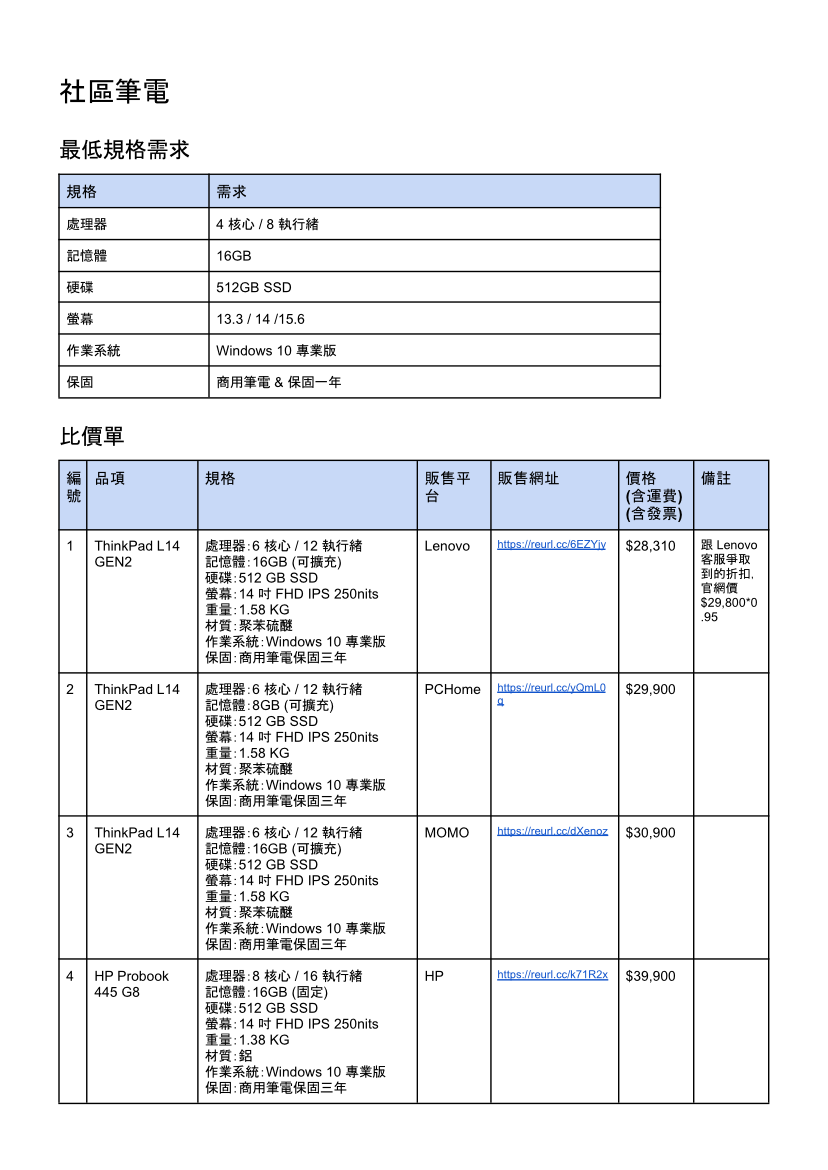 社區筆電
最低規格需求
規格 需求
處理器 4 核心 / 8 執行緒
記憶體 16GB
硬碟 512GB SSD
螢幕 13.3 / 14 /15.6
作業系統 Windows 10 專業版
保固 商用筆電 & 保固一年
比價單
編號 品項 規格 販售平台 販售網址 價格 (含運費) (含發票) 備註
1 ThinkPad L14 GEN2
處理器:6 核心 / 12 執行緒
記憶體:16GB (可擴充)
硬碟:512 GB SSD
螢幕:14 吋 FHD IPS 250nits
重量:1.58 KG
材質:聚苯硫醚
作業系統:Windows 10 專業版
保固:商用筆電保固三年
Lenovo
https://reurl.cc/6EZYjv
$28,310
跟 Lenovo
客服爭取
到的折扣,
官網價
$29,800*0
.95
2 ThinkPad L14 GEN2
處理器:6 核心 / 12 執行緒
記憶體:8GB (可擴充)
硬碟:512 GB SSD
螢幕:14 吋 FHD IPS 250nits
重量:1.58 KG
材質:聚苯硫醚
作業系統:Windows 10 專業版
保固:商用筆電保固三年
PCHome
https://reurl.cc/yQmL0
q
$29,900
3 ThinkPad L14 GEN2
處理器:6 核心 / 12 執行緒
記憶體:16GB (可擴充)
硬碟:512 GB SSD
螢幕:14 吋 FHD IPS 250nits
重量:1.58 KG
材質:聚苯硫醚
作業系統:Windows 10 專業版
保固:商用筆電保固三年
MOMO
https://reurl.cc/dXenoz
$30,900
4 HP Probook 445 G8
處理器:8 核心 / 16 執行緒
記憶體:16GB (固定)
硬碟:512 GB SSD
螢幕:14 吋 FHD IPS 250nits
重量:1.38 KG
材質:鋁
作業系統:Windows 10 專業版
保固:商用筆電保固三年
HP
https://reurl.cc/k71R2x
$39,900